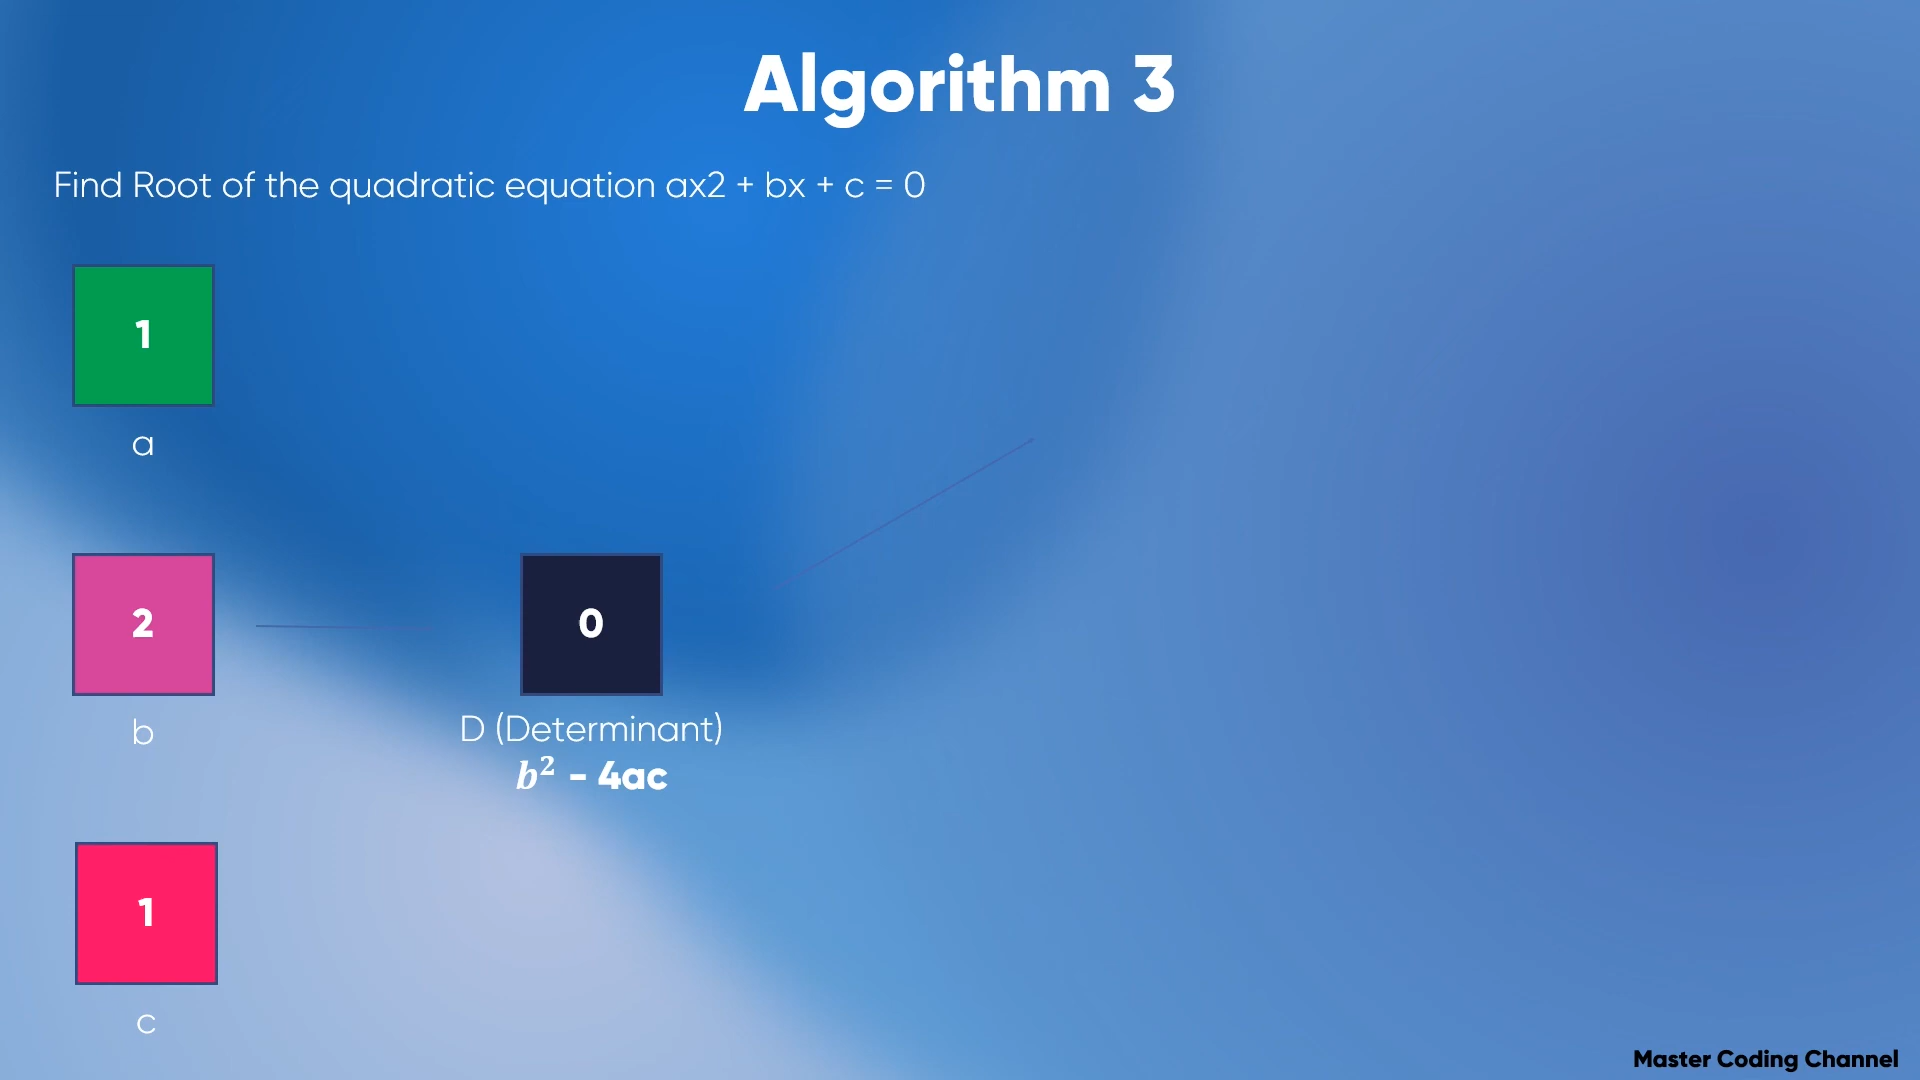 Algorithm 3
Find Root of the quadratic equation ax2 + bx + c = 0
1
a
2
b
0
D (Determinant)
b² - 4ac
1
c
Master Coding Channel